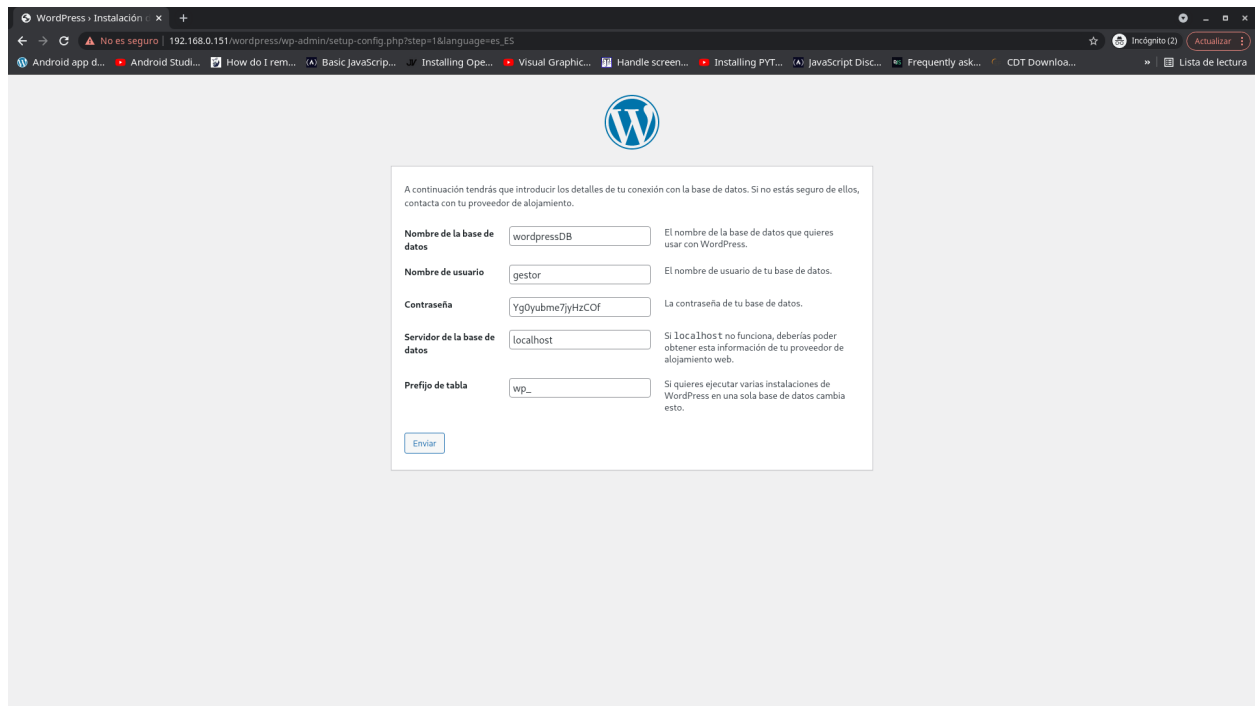 WordPress › Instalación d
No es seguro | 192.168.0.151/wordpress/wp-admin/setup-config.php?step=1&language=es_ES
Incógnito (2)
Actualizar
Android app d...
Android Studi...
How do I rem...
Basic JavaScrip...
Installing Ope...
Visual Graphic...
Handle screen...
Installing PYT...
JavaScript Disc...
Frequently ask...
CDT Downloa...
»
Lista de lectura
A continuación tendrás que introducir los detalles de tu conexión con la base de datos. Si no estás seguro de ellos,
contacta con tu proveedor de alojamiento.
Nombre de la base de
datos
wordpressDB
El nombre de la base de datos que quieres
usar con WordPress.
Nombre de usuario
gestor
El nombre de usuario de tu base de datos.
Contraseña
Yg0yubme7jyHzCOf
La contraseña de tu base de datos.
Servidor de la base de
datos
localhost
Si localhost no funciona, deberías poder
obtener esta información de tu proveedor de
alojamiento web.
Prefijo de tabla
wp_
Si quieres ejecutar varias instalaciones de
WordPress en una sola base de datos cambia
esto.
Enviar